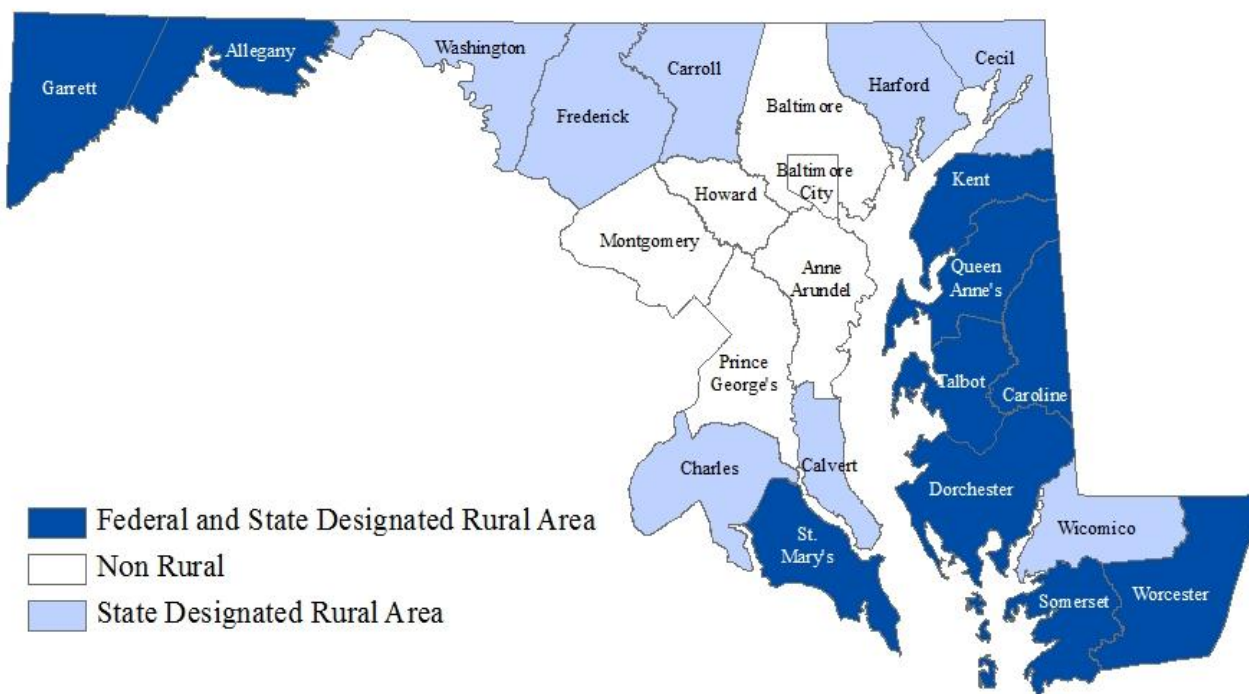 Garrett
Allegany
Washington
Frederick
Carroll
Baltimore
Baltimore
City
Harford
Cecil
Howard
Montgomery
Anne
Arundel
Prince
George's
Kent
Queen
Anne's
Talbot
Caroline
Charles
Calvert
St.
Mary's
Dorchester
Wicomico
Somerset
Worcester
Federal and State Designated Rural Area
Non Rural
State Designated Rural Area